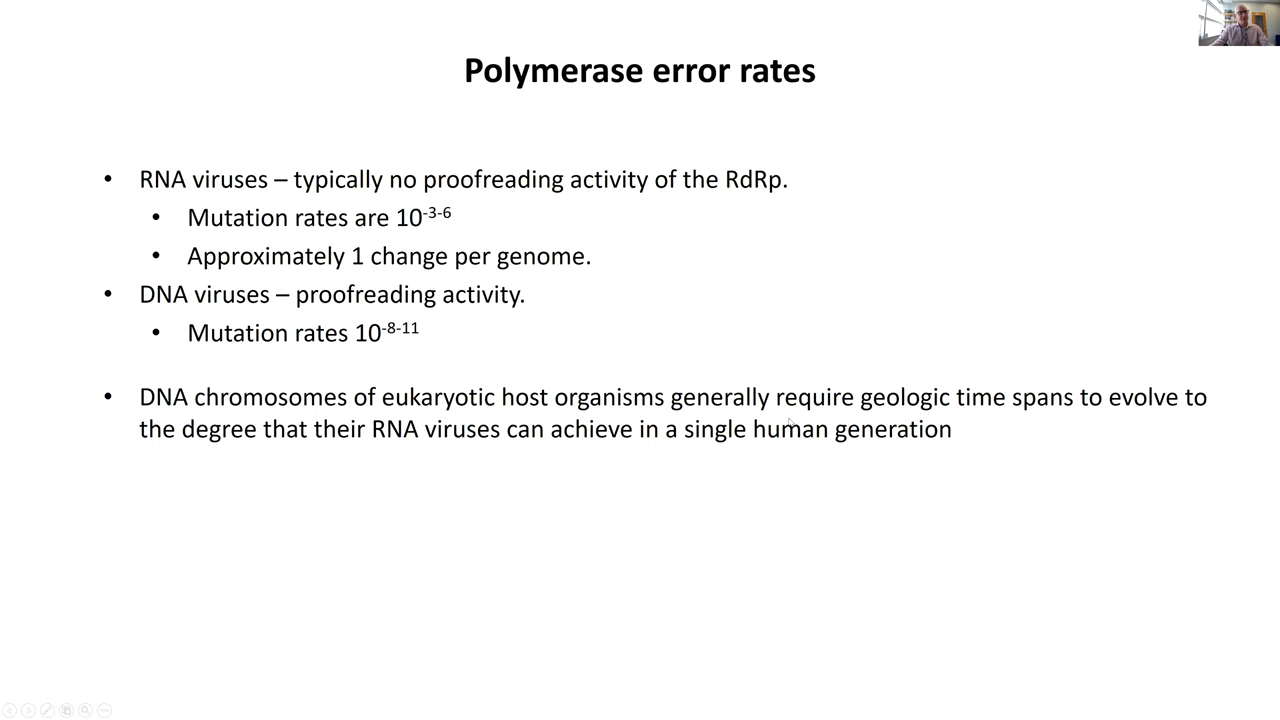 Polymerase error rates
• RNA viruses – typically no proofreading activity of the RdRp.
• Mutation rates are 10⁻³⁻⁶
• Approximately 1 change per genome.
• DNA viruses – proofreading activity.
• Mutation rates 10⁻⁸⁻¹¹
• DNA chromosomes of eukaryotic host organisms generally require geologic time spans to evolve to
the degree that their RNA viruses can achieve in a single human generation